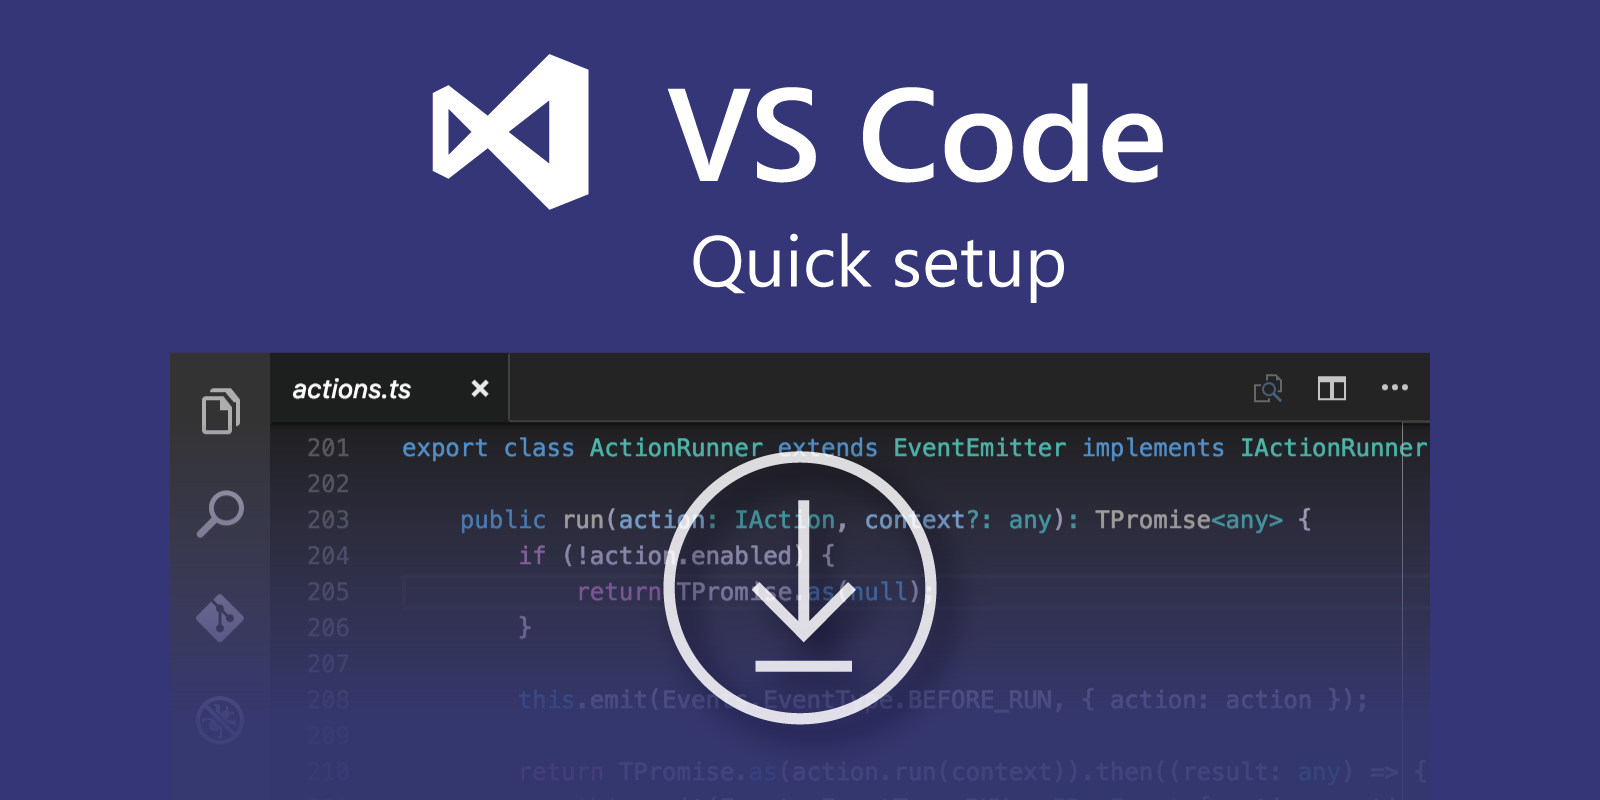 VS Code
Quick setup
actions.ts
201 export class ActionRunner extends EventEmitter implements IActionRunner
202
203 public run(action: IAction, context?: any): TPromise<any> {
204 if (!action.enabled) {
205 return TPromise.as(null);
206 }
207
208 this.emit(Events.EventType.BEFORE_RUN, { action: action });
209
210 return TPromise.as(action.run(context)).then((result: any) => {